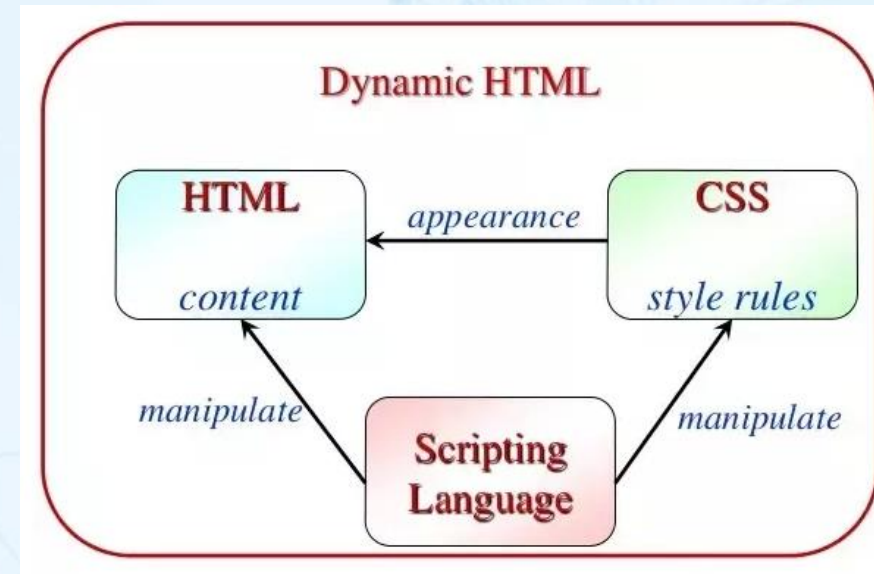 Dynamic HTML
HTML
content
appearance
CSS
style rules
manipulate
manipulate
Scripting
Language